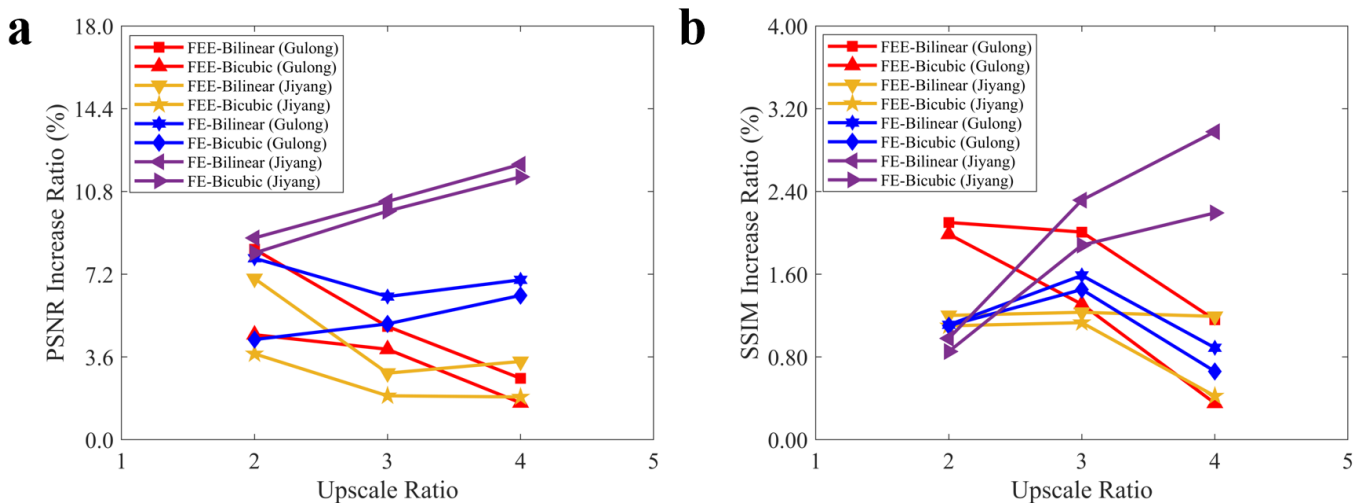 a
18.0
14.4
10.8
7.2
3.6
0.0
PSNR Increase Ratio (%)
FEE-Bilinear (Gulong)
FEE-Bicubic (Gulong)
FEE-Bilinear (Jiyang)
FEE-Bicubic (Jiyang)
FE-Bilinear (Gulong)
FE-Bicubic (Gulong)
FE-Bilinear (Jiyang)
FE-Bicubic (Jiyang)
1 2 3 4 5
Upscale Ratio
b
4.00
3.20
2.40
1.60
0.80
0.00
SSIM Increase Ratio (%)
FEE-Bilinear (Gulong)
FEE-Bicubic (Gulong)
FEE-Bilinear (Jiyang)
FEE-Bicubic (Jiyang)
FE-Bilinear (Gulong)
FE-Bicubic (Gulong)
FE-Bilinear (Jiyang)
FE-Bicubic (Jiyang)
1 2 3 4 5
Upscale Ratio